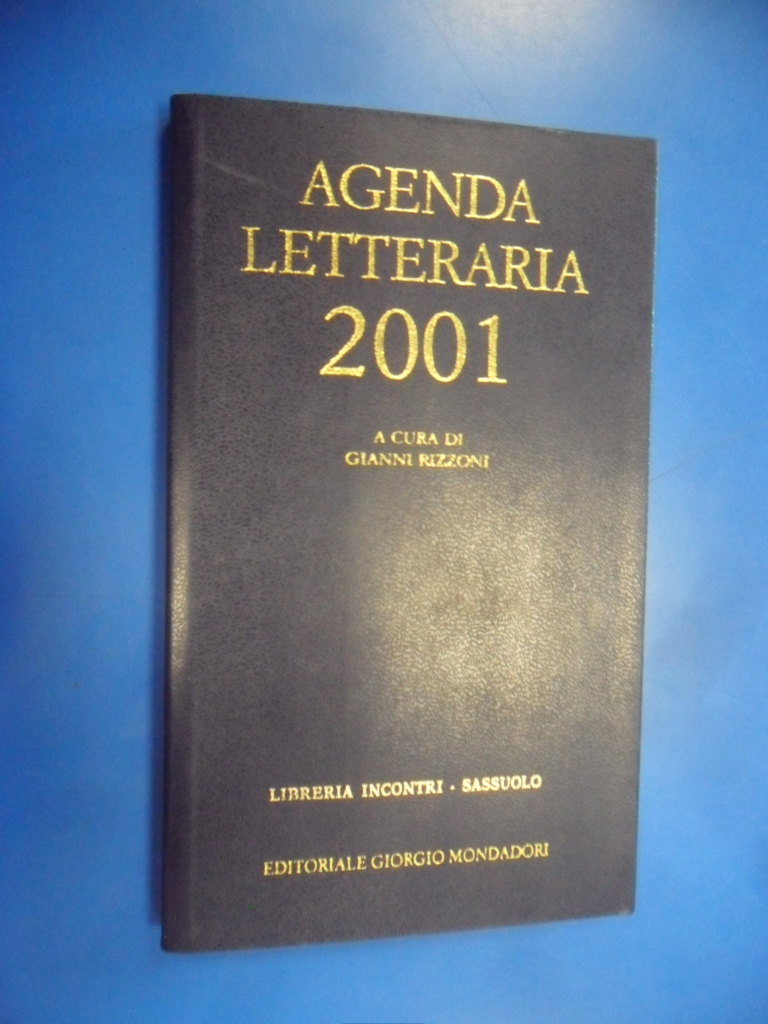 AGENDA
LETTERARIA
2001
A CURA DI
GIANNI RIZZONI
LIBRERIA INCONTRI · SASSUOLO
EDITORIALE GIORGIO MONDADORI